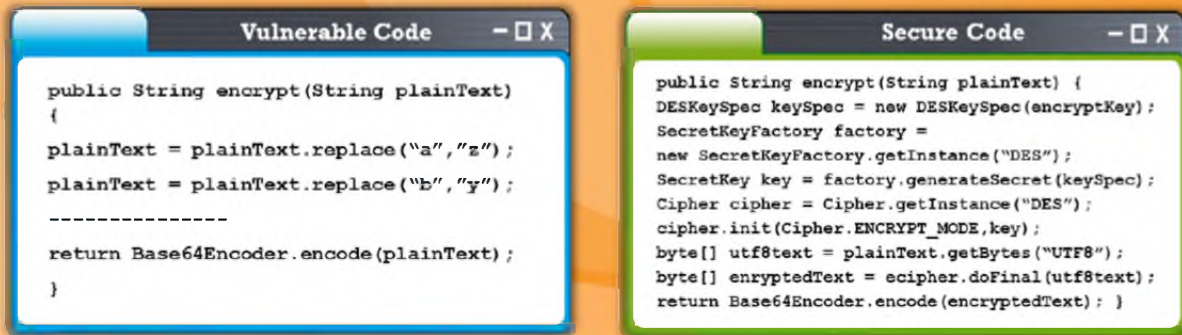 Vulnerable Code
public String encrypt(String plainText)
{
plainText = plainText.replace("a","z");
plainText = plainText.replace("b","y");
---------------
return Base64Encoder.encode(plainText);
}
Secure Code
public String encrypt(String plainText) {
DESKeySpec keySpec = new DESKeySpec(encryptKey);
SecretKeyFactory factory =
new SecretKeyFactory.getInstance("DES");
SecretKey key = factory.generateSecret(keySpec);
Cipher cipher = Cipher.getInstance("DES");
cipher.init(Cipher.ENCRYPT_MODE,key);
byte[] utf8text = plainText.getBytes("UTF8");
byte[] enryptedText = ecipher.doFinal(utf8text);
return Base64Encoder.encode(encryptedText); }